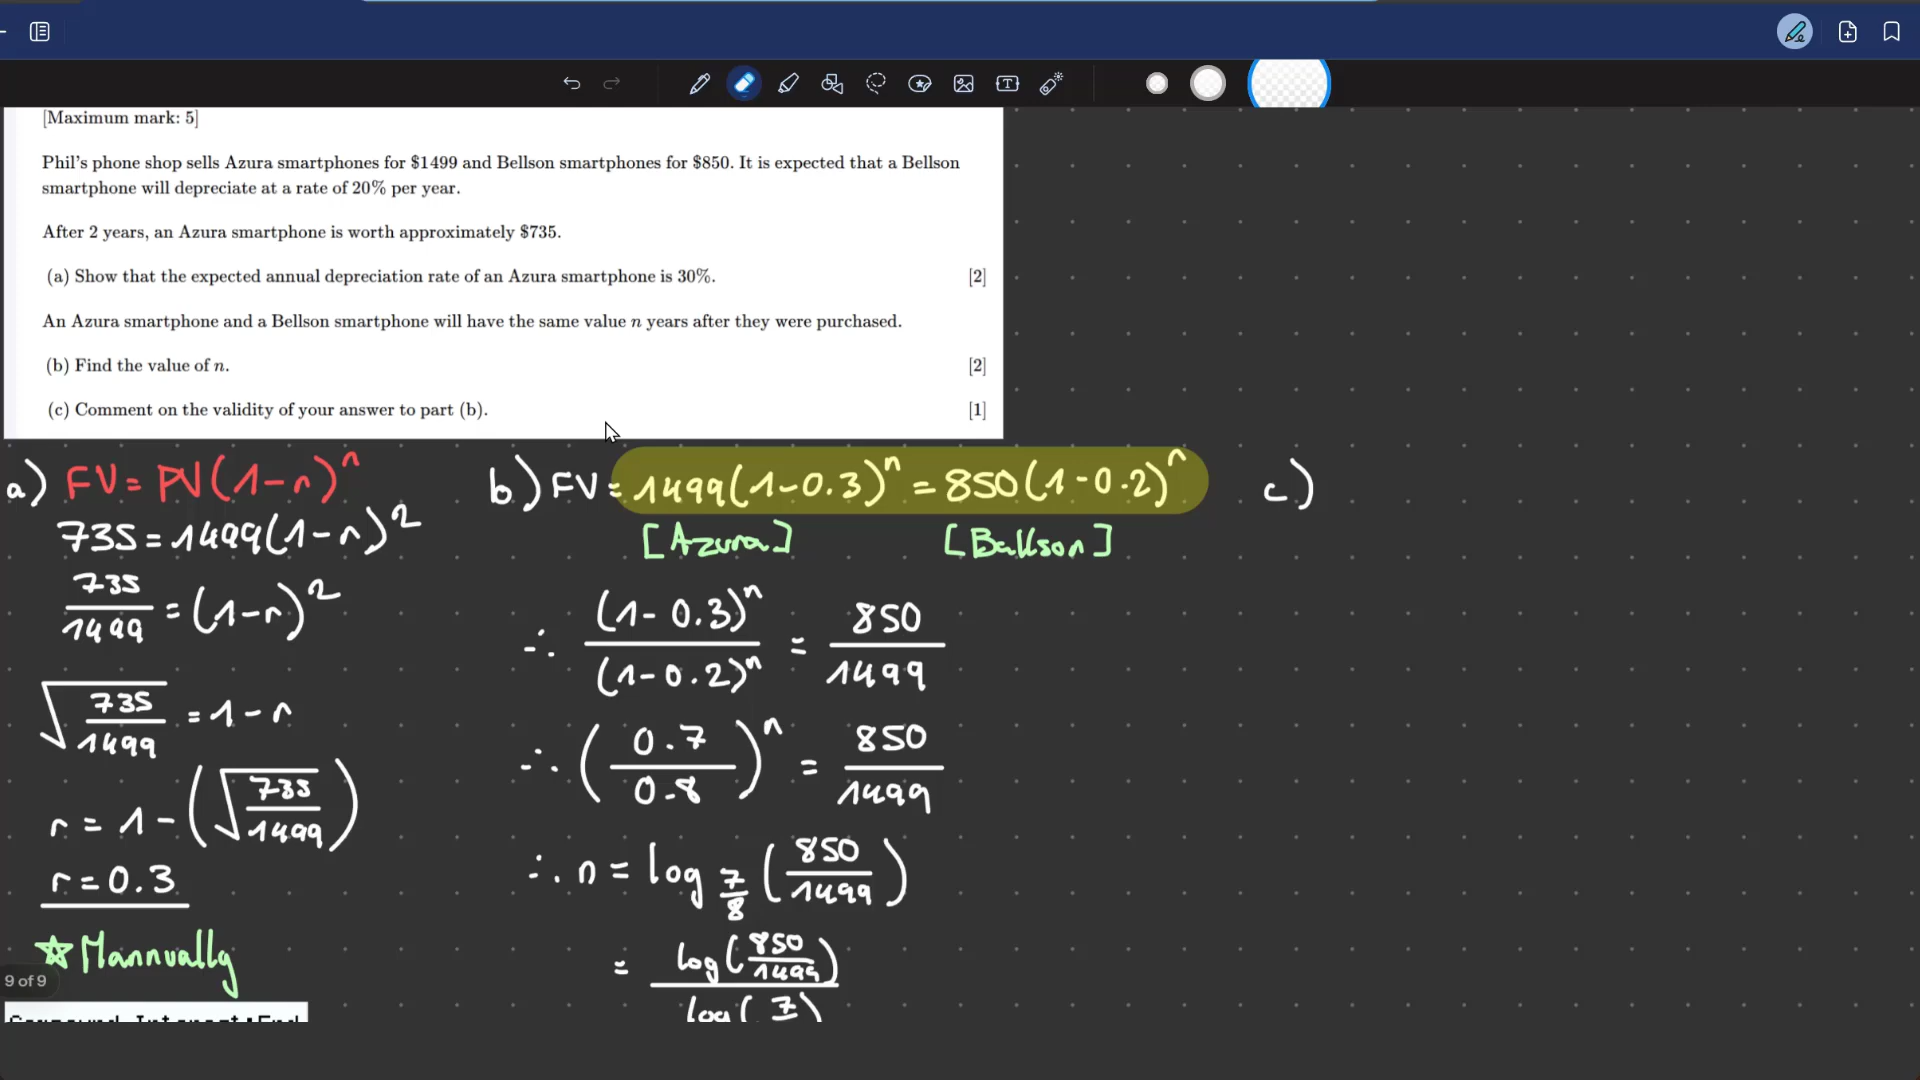 [Maximum mark: 5]
Phil's phone shop sells Azura smartphones for $1499 and Bellson smartphones for $850. It is expected that a Bellson
smartphone will depreciate at a rate of 20% per year.
After 2 years, an Azura smartphone is worth approximately $735.
(a) Show that the expected annual depreciation rate of an Azura smartphone is 30%. [2]
An Azura smartphone and a Bellson smartphone will have the same value n years after they were purchased.
(b) Find the value of n. [2]
(c) Comment on the validity of your answer to part (b). [1]
a) FV = PV(1-r)^n
735 = 1499(1-r)^2
735/1499 = (1-r)^2
√(735/1499) = 1-r
r = 1-(√(735/1499))
r = 0.3
☆ Mannually
9 of 9
b) FV = 1499(1-0.3)^n = 850(1-0.2)^n
[Azura] [Ballson]
∴ (1-0.3)^n/(1-0.2)^n = 850/1499
∴ (0.7/0.8)^n = 850/1499
∴ n = log_7/8 (850/1499)
= log(850/1499)
log(7
c)